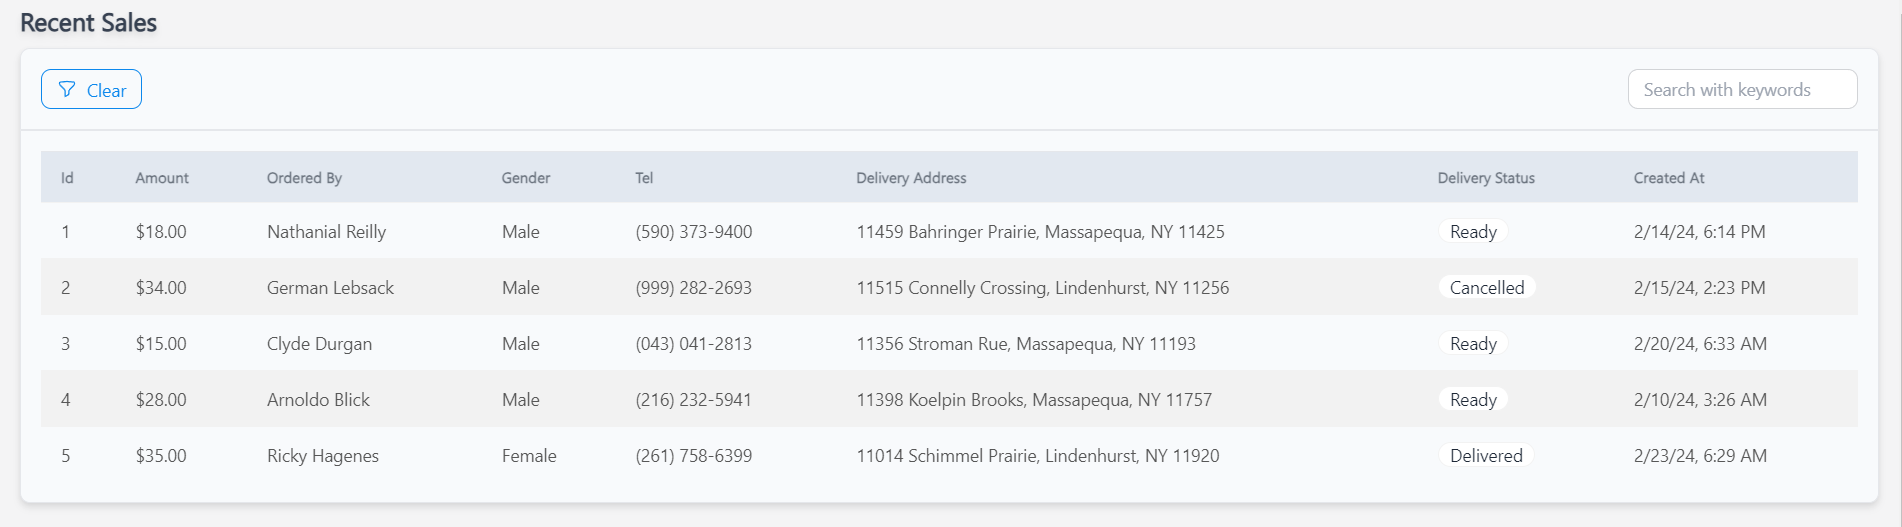 Recent Sales
Clear
Search with keywords
Id Amount Ordered By Gender Tel Delivery Address Delivery Status Created At
1 $18.00 Nathanial Reilly Male (590) 373-9400 11459 Bahringer Prairie, Massapequa, NY 11425 Ready 2/14/24, 6:14 PM
2 $34.00 German Lebsack Male (999) 282-2693 11515 Connelly Crossing, Lindenhurst, NY 11256 Cancelled 2/15/24, 2:23 PM
3 $15.00 Clyde Durgan Male (043) 041-2813 11356 Stroman Rue, Massapequa, NY 11193 Ready 2/20/24, 6:33 AM
4 $28.00 Arnoldo Blick Male (216) 232-5941 11398 Koelpin Brooks, Massapequa, NY 11757 Ready 2/10/24, 3:26 AM
5 $35.00 Ricky Hagenes Female (261) 758-6399 11014 Schimmel Prairie, Lindenhurst, NY 11920 Delivered 2/23/24, 6:29 AM